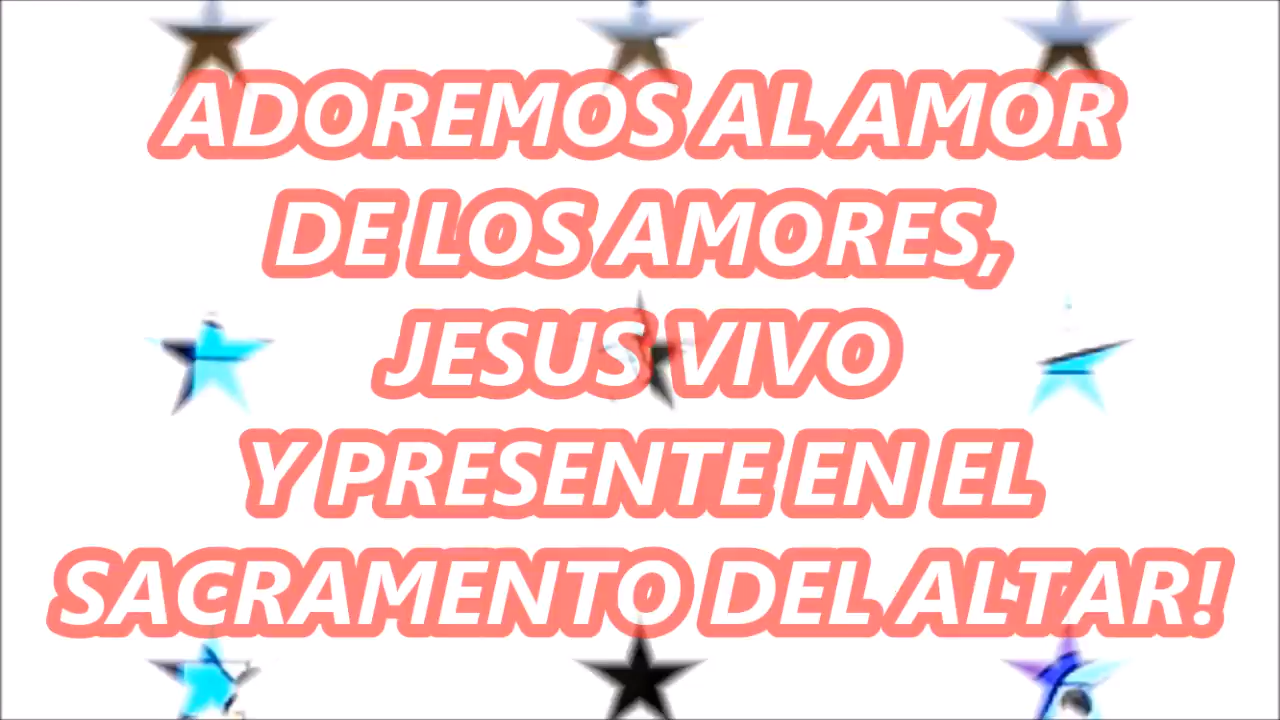 ADOREMOS AL AMOR
DE LOS AMORES,
JESUS VIVO
Y PRESENTE EN EL
SACRAMENTO DEL ALTAR!